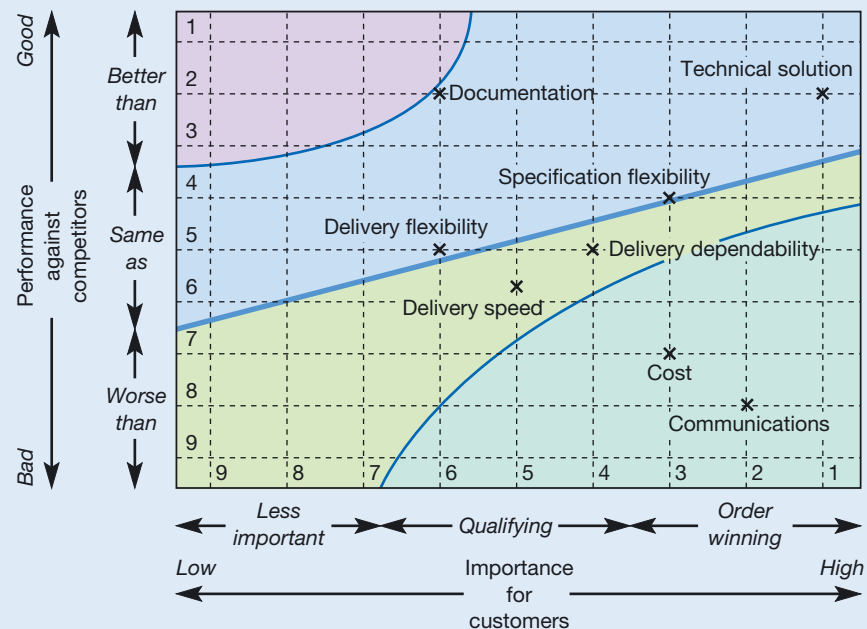 Good
Better
than
Performance
against
competitors
Same
as
Worse
than
Bad
1
2
3
4
5
6
7
8
9
Technical solution
Documentation
Specification flexibility
Delivery flexibility
Delivery dependability
Delivery speed
Cost
Communications
9 8 7 6 5 4 3 2 1
Less
important
Qualifying
Order
winning
Low
Importance
for
customers
High